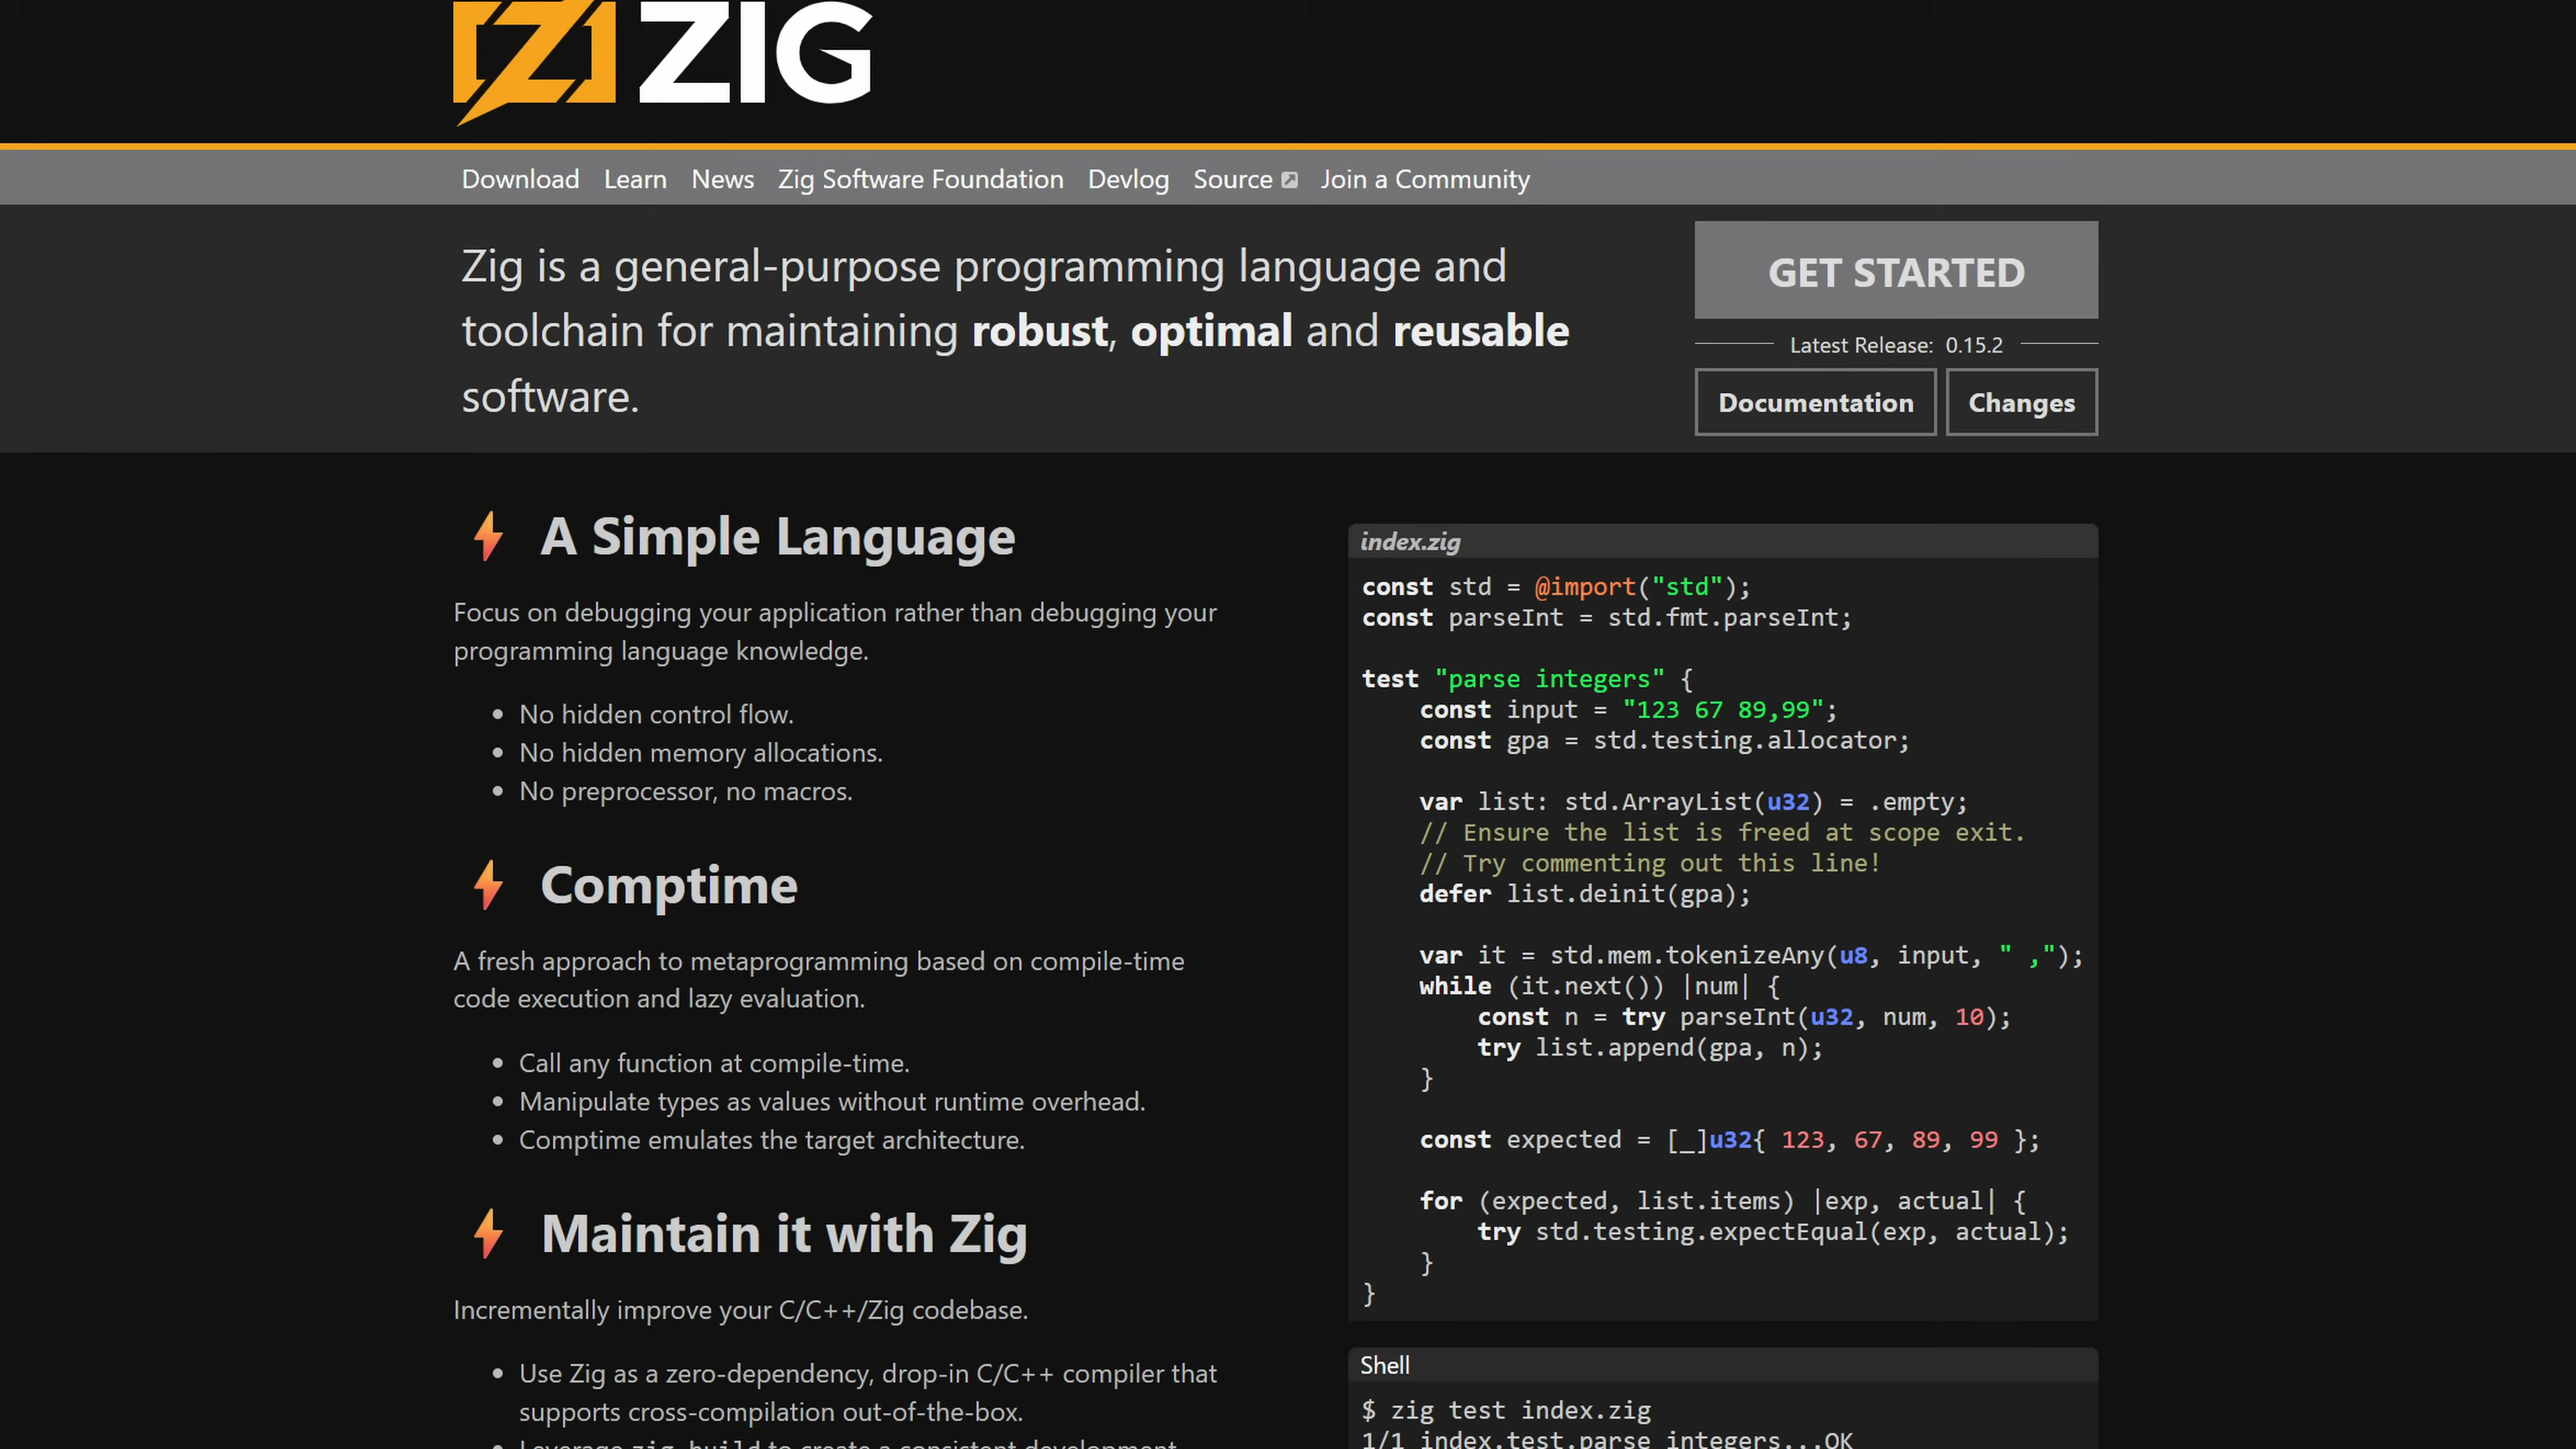 ZIG
Download Learn News Zig Software Foundation Devlog Source Join a Community
Zig is a general-purpose programming language and
toolchain for maintaining robust, optimal and reusable
software.
GET STARTED
Latest Release: 0.15.2
Documentation Changes
A Simple Language
Focus on debugging your application rather than debugging your
programming language knowledge.
• No hidden control flow.
• No hidden memory allocations.
• No preprocessor, no macros.
Comptime
A fresh approach to metaprogramming based on compile-time
code execution and lazy evaluation.
• Call any function at compile-time.
• Manipulate types as values without runtime overhead.
• Comptime emulates the target architecture.
Maintain it with Zig
Incrementally improve your C/C++/Zig codebase.
• Use Zig as a zero-dependency, drop-in C/C++ compiler that
supports cross-compilation out-of-the-box.
• Leverage zig build to create a consistent development
index.zig
const std = @import("std");
const parseInt = std.fmt.parseInt;
test "parse integers" {
    const input = "123 67 89,99";
    const gpa = std.testing.allocator;
    var list: std.ArrayList(u32) = .empty;
    // Ensure the list is freed at scope exit.
    // Try commenting out this line!
    defer list.deinit(gpa);
    var it = std.mem.tokenizeAny(u8, input, " ,");
    while (it.next()) |num| {
        const n = try parseInt(u32, num, 10);
        try list.append(gpa, n);
    }
    const expected = [_]u32{ 123, 67, 89, 99 };
    for (expected, list.items) |exp, actual| {
        try std.testing.expectEqual(exp, actual);
    }
}
Shell
$ zig test index.zig
1/1 index.test.parse integers...OK